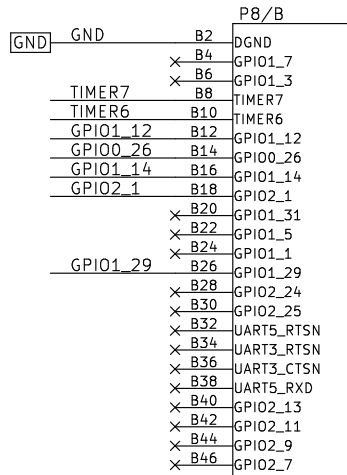 P8/B
GND GND B2 DGND
B4 GPIO1_7
B6 GPIO1_3
TIMER7 B8 TIMER7
TIMER6 B10 TIMER6
GPIO1_12 B12 GPIO1_12
GPIO0_26 B14 GPIO0_26
GPIO1_14 B16 GPIO1_14
GPIO2_1 B18 GPIO2_1
B20 GPIO1_31
B22 GPIO1_5
B24 GPIO1_1
GPIO1_29 B26 GPIO1_29
B28 GPIO2_24
B30 GPIO2_25
B32 UART5_RTSN
B34 UART3_RTSN
B36 UART3_CTSN
B38 UART5_RXD
B40 GPIO2_13
B42 GPIO2_11
B44 GPIO2_9
B46 GPIO2_7